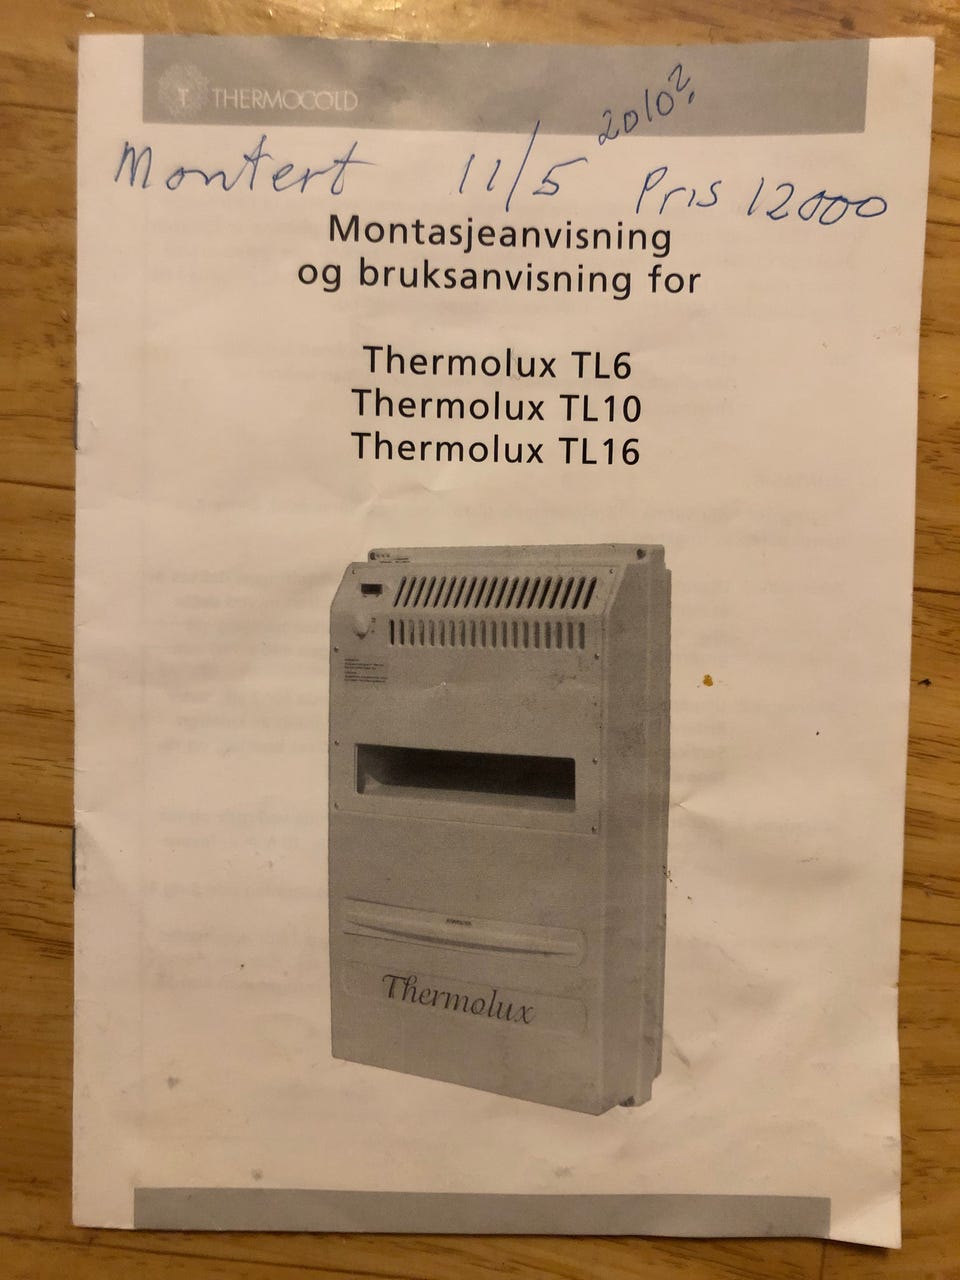 T THERMOCOLD
2010?
Montert 11/5 Pris 12000
Montasjeanvisning
og bruksanvisning for
Thermolux TL6
Thermolux TL10
Thermolux TL16
Thermolux